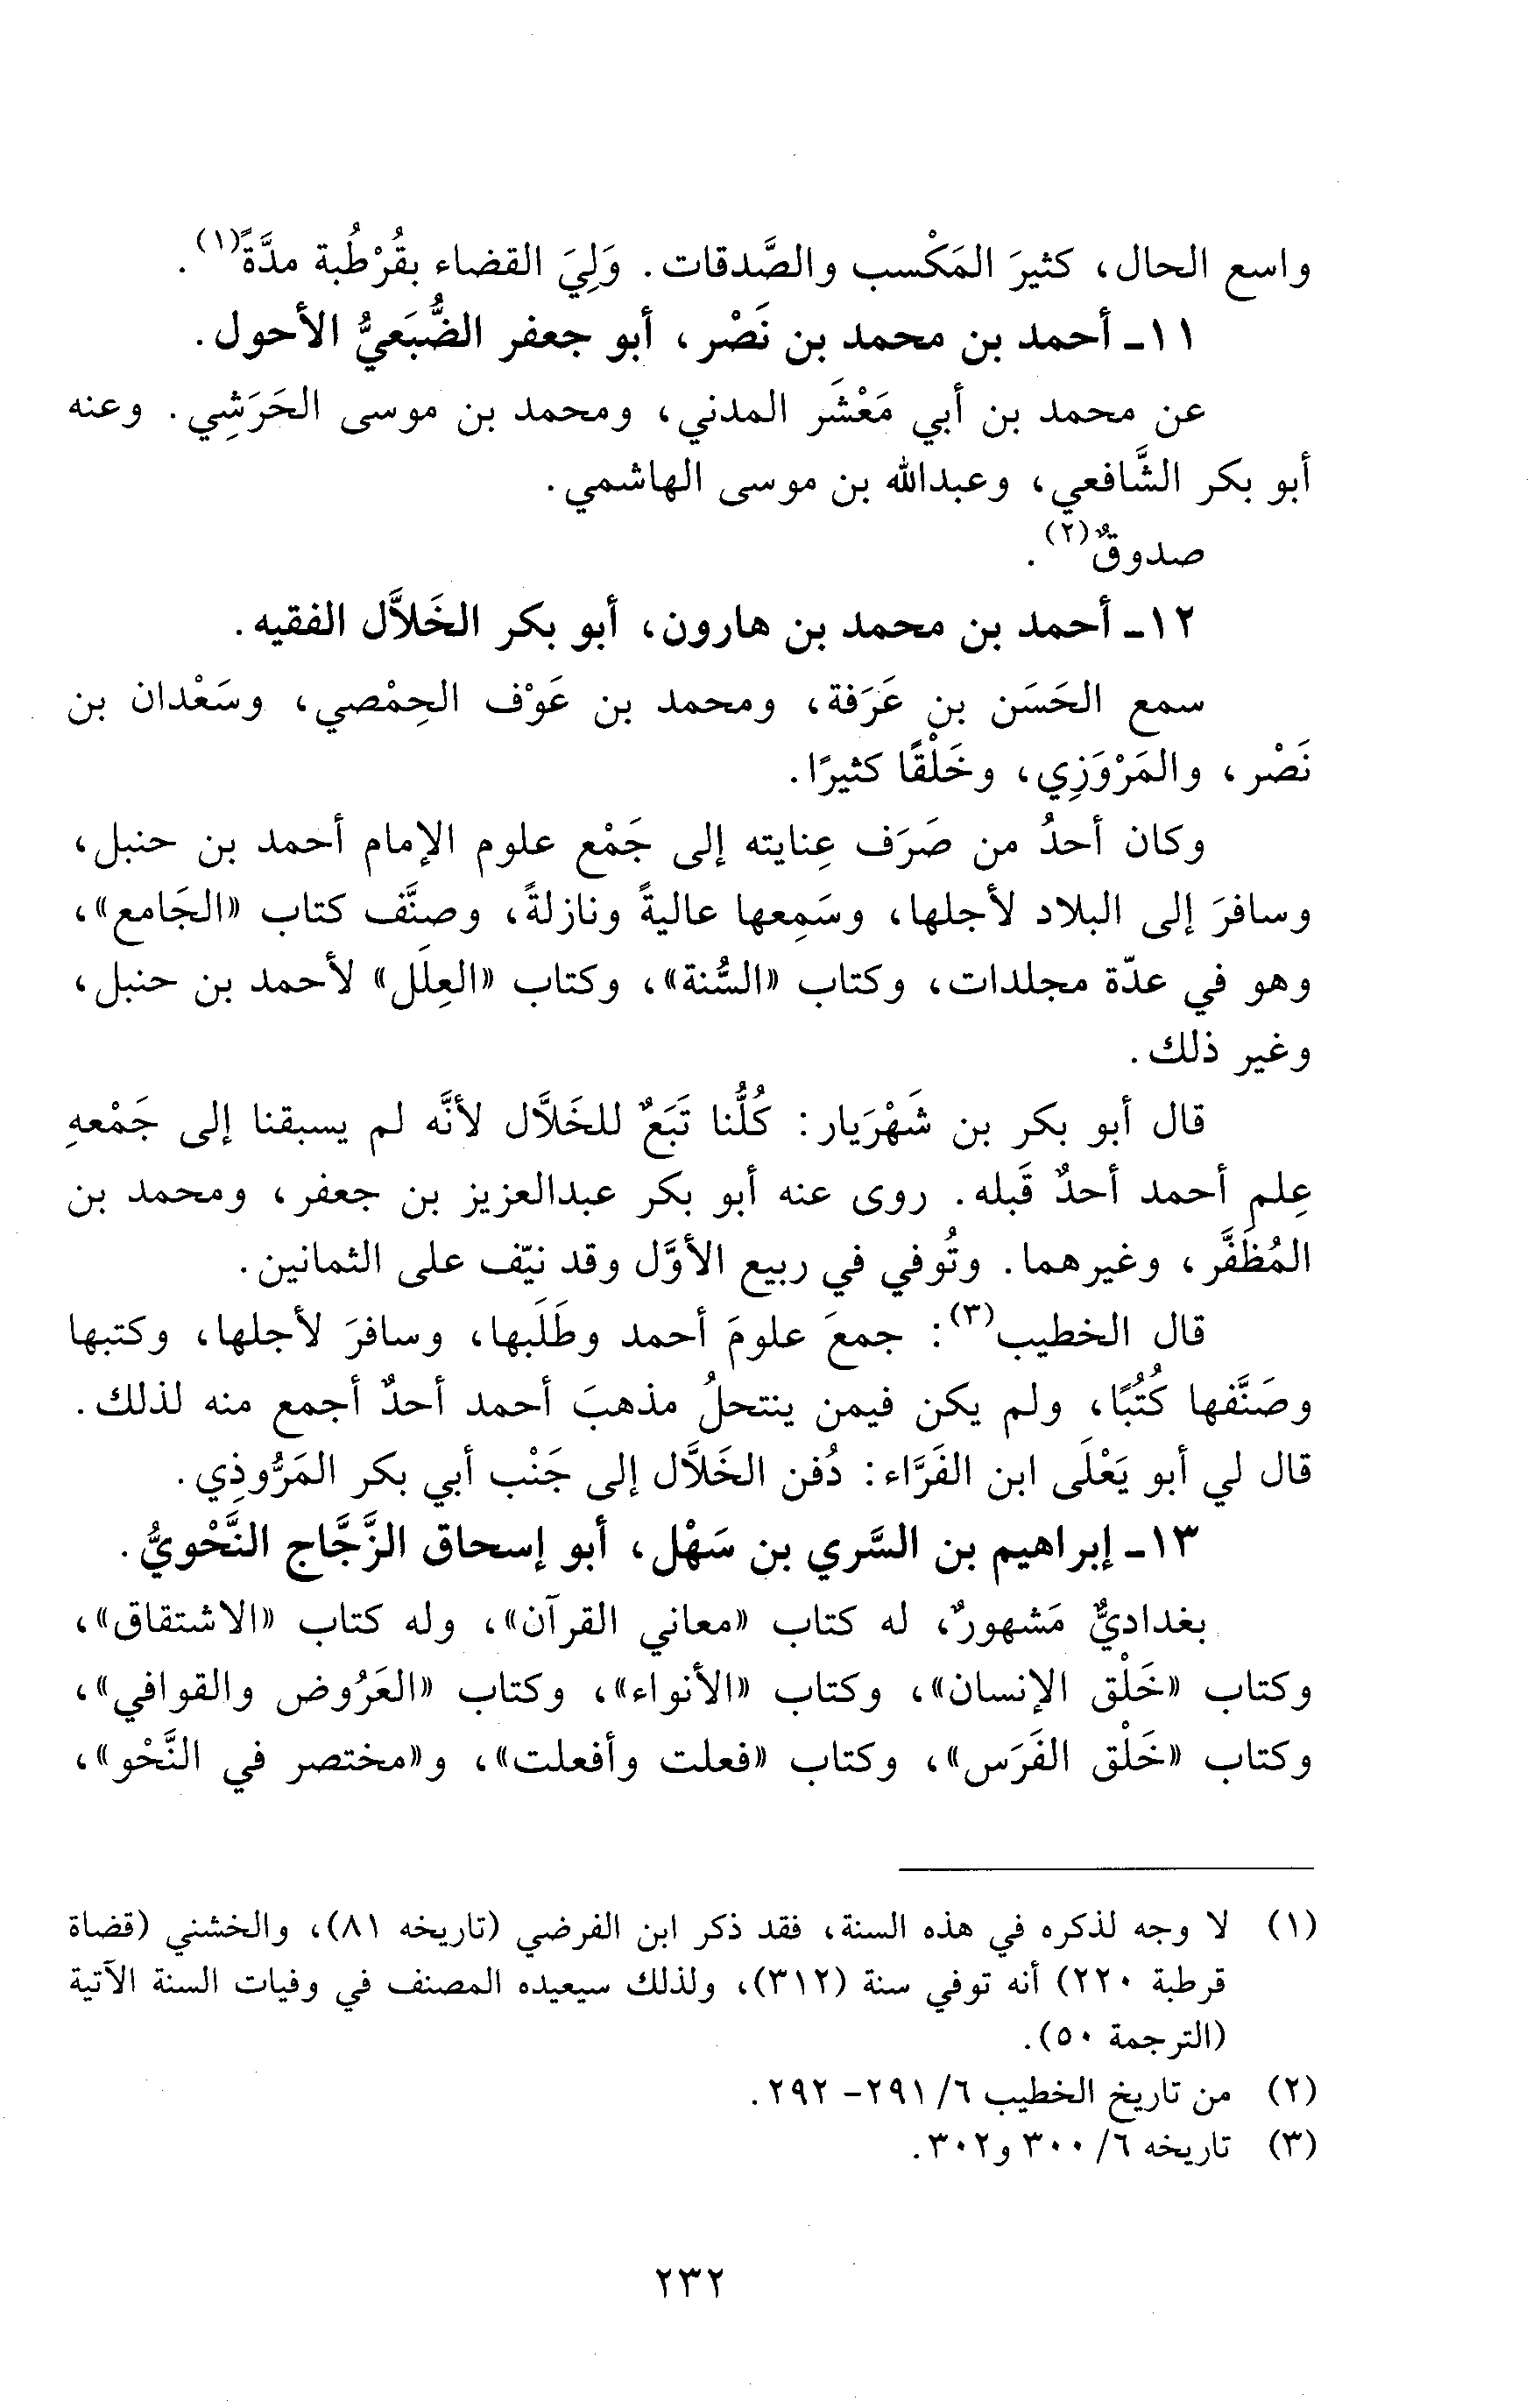 واسع الحال، كثيرَ المَكْسب والصَّدقات. وَلِيَ القضاء بقُرْطُبة مدَّةً(١).
١١ـ أحمد بن محمد بن نَصْر، أبو جعفر الضُّبَعيُّ الأحول.
عن محمد بن أبي مَعْشَر المدني، ومحمد بن موسى الحَرَشِي. وعنه
أبو بكر الشَّافعي، وعبدالله بن موسى الهاشمي.
صدوقٌ(٢).
١٢ـ أحمد بن محمد بن هارون، أبو بكر الخَلاَّل الفقيه.
سمع الحَسَن بن عَرَفة، ومحمد بن عَوْف الحِمْصي، وسَعْدان بن
نَصْر، والمَرْوَزِي، وخَلْقًا كثيرًا.
وكان أحدُ من صَرَف عِنايته إلى جَمْع علوم الإمام أحمد بن حنبل،
وسافرَ إلى البلاد لأجلها، وسَمِعها عاليةً ونازلةً، وصنَّف كتاب «الجَامع»،
وهو في عدّة مجلدات، وكتاب «السُّنة»، وكتاب «العِلَل» لأحمد بن حنبل،
وغير ذلك.
قال أبو بكر بن شَهْرَيار: كُلُّنا تَبَعٌ للخَلاَّل لأنَّه لم يسبقنا إلى جَمْعهِ
عِلم أحمد أحدٌ قَبله. روى عنه أبو بكر عبدالعزيز بن جعفر، ومحمد بن
المُظَفَّر، وغيرهما. وتُوفي في ربيع الأوَّل وقد نيّف على الثمانين.
قال الخطيب(٣): جمعَ علومَ أحمد وطَلَبها، وسافرَ لأجلها، وكتبها
وصَنَّفها كُتُبًا، ولم يكن فيمن ينتحلُ مذهبَ أحمد أحدٌ أجمع منه لذلك.
قال لي أبو يَعْلَى ابن الفَرَّاء: دُفن الخَلاَّل إلى جَنْب أبي بكر المَرُّوذِي.
١٣ـ إبراهيم بن السَّري بن سَهْل، أبو إسحاق الزَّجَّاج النَّحْويُّ.
بغداديٌّ مَشهورٌ، له كتاب «معاني القرآن»، وله كتاب «الاشتقاق»،
وكتاب «خَلْق الإنسان»، وكتاب «الأنواء»، وكتاب «العَرُوض والقوافي»،
وكتاب «خَلْق الفَرَس»، وكتاب «فعلت وأفعلت»، و«مختصر في النَّحْو»،
(١) لا وجه لذكره في هذه السنة، فقد ذكر ابن الفرضي (تاريخه ٨١)، والخشني (قضاة
قرطبة ٢٢٠) أنه توفي سنة (٣١٢)، ولذلك سيعيده المصنف في وفيات السنة الآتية
(الترجمة ٥٠).
(٢) من تاريخ الخطيب ٦/ ٢٩١- ٢٩٢.
(٣) تاريخه ٦/ ٣٠٠ و٣٠٢.
٢٣٢